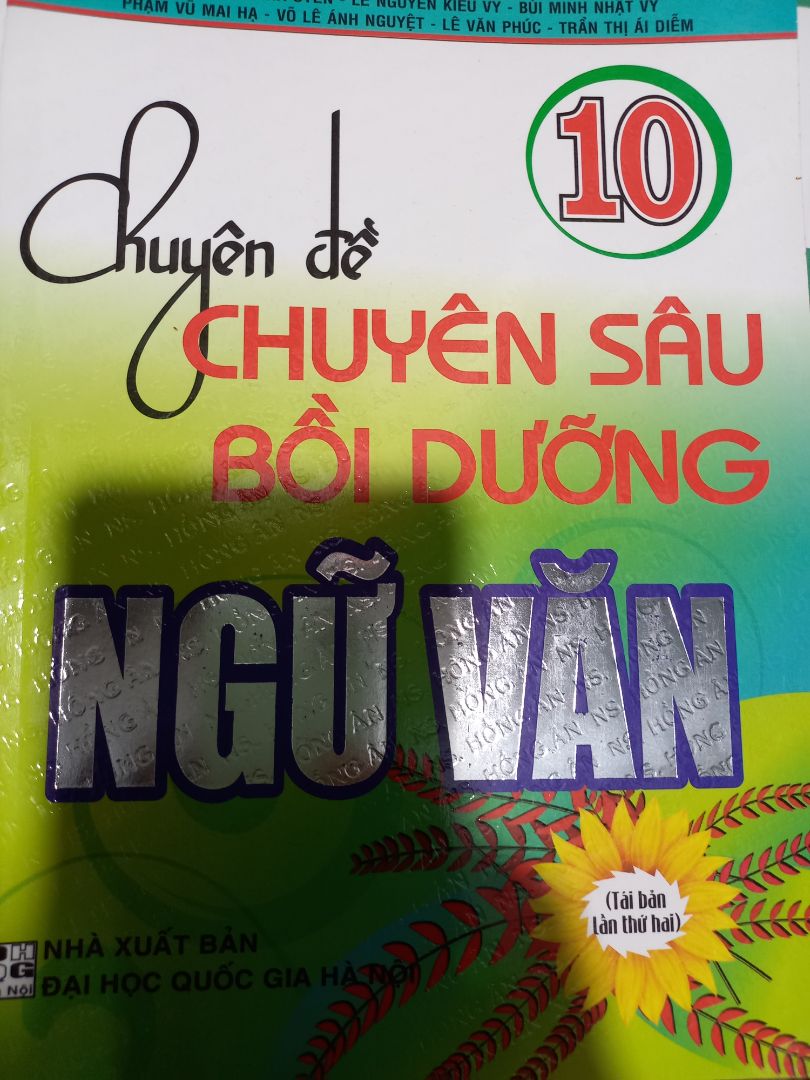 LÊ NGUYÊN KIỀU VY - BÙI MINH NHẬT VY
PHẠM VŨ MAI HẠ - VÕ LÊ ÁNH NGUYỆT - LÊ VĂN PHÚC - TRẦN THỊ ÁI DIỄM
10
Chuyên đề
CHUYÊN SÂU
BỒI DƯỠNG
NGỮ VĂN
(Tái bản
lần thứ hai)
NHÀ XUẤT BẢN
ĐẠI HỌC QUỐC GIA HÀ NỘI